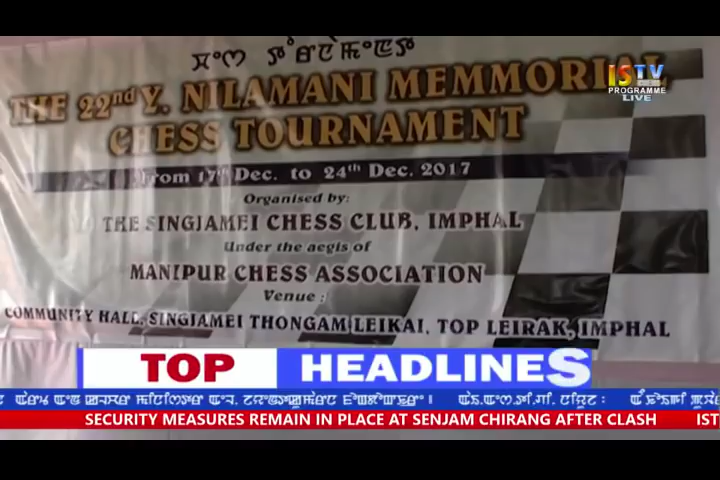 THE 22nd Y. NILAMANI MEMMORIAL
CHESS TOURNAMENT
From 17th Dec. to 24th Dec. 2017
Organised by:
THE SINGJAMEI CHESS CLUB, IMPHAL
Under the aegis of
MANIPUR CHESS ASSOCIATION
Venue :
COMMUNITY HALL, SINGJAMEI THONGAM LEIKAI, TOP LEIRAK, IMPHAL
ISTV
PROGRAMME
LIVE
TOP HEADLINES
SECURITY MEASURES REMAIN IN PLACE AT SENJAM CHIRANG AFTER CLASH IST